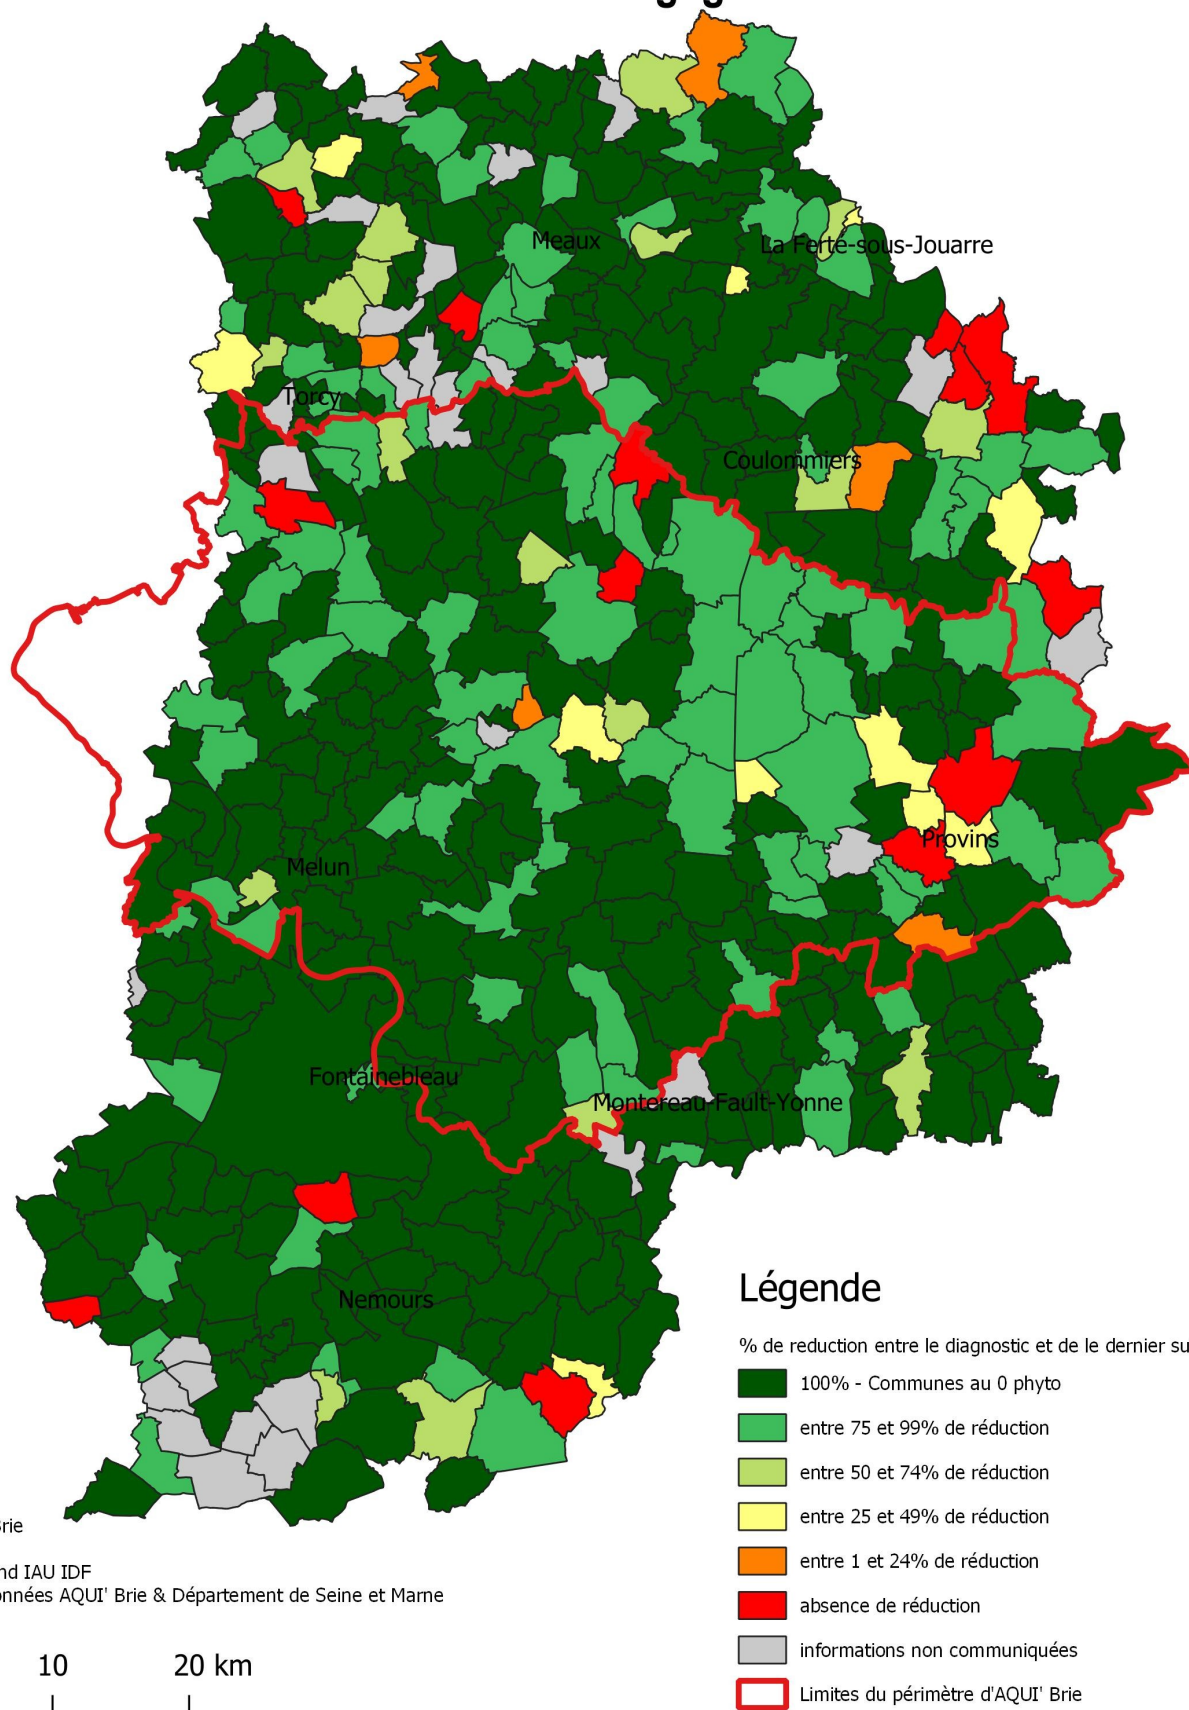 Meaux
La Ferté-sous-Jouarre
Torcy
Coulommiers
Provins
Melun
Fontainebleau
Montereau-Fault-Yonne
Nemours
Légende
% de reduction entre le diagnostic et de le dernier su
100% - Communes au 0 phyto
entre 75 et 99% de réduction
entre 50 et 74% de réduction
entre 25 et 49% de réduction
entre 1 et 24% de réduction
absence de réduction
informations non communiquées
Limites du périmètre d'AQUI' Brie
Brie
nd IAU IDF
onnées AQUI' Brie & Département de Seine et Marne
10 20 km